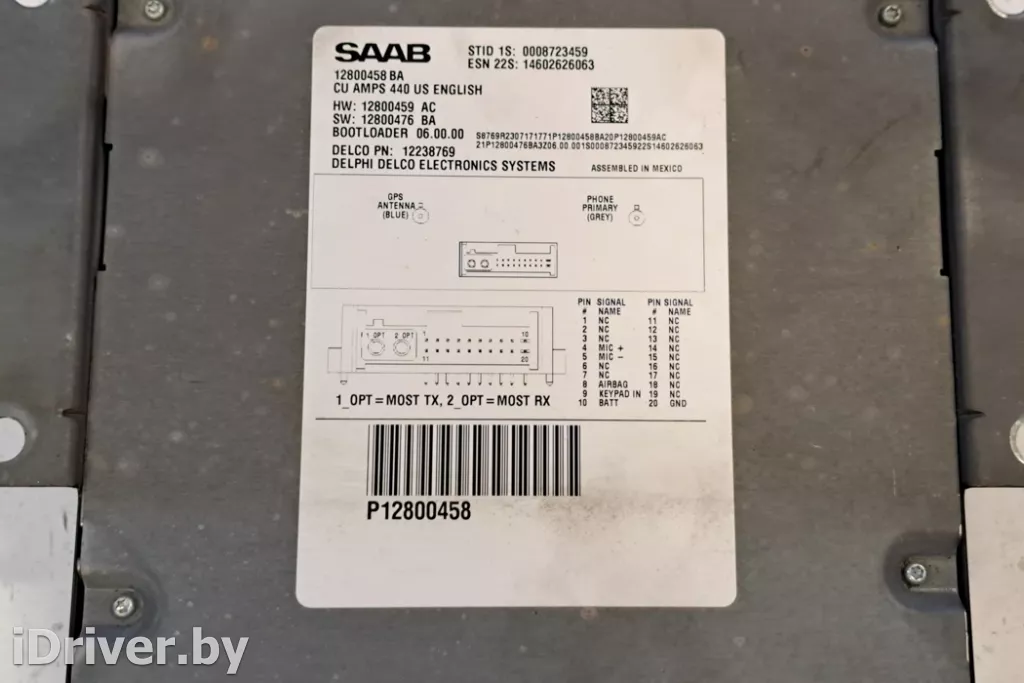 SAAB
12800458 BA
CU AMPS 440 US ENGLISH
HW: 12800459 AC
SW: 12800476 BA
BOOTLOADER 06.00.00
DELCO PN: 12238769
DELPHI DELCO ELECTRONICS SYSTEMS
STID 1S: 0008723459
ESN 22S: 14602626063
S8769R2307171771P12800458BA20P12800459AC
21P12800476BA3Z06.00.001S000872345922S14602626063
ASSEMBLED IN MEXICO
GPS
ANTENNA
(BLUE)
PHONE
PRIMARY
(GREY)
1_OPT 2_OPT
1 10
11 20
1_OPT = MOST TX, 2_OPT = MOST RX
PIN SIGNAL PIN SIGNAL
# NAME # NAME
1 NC 11 NC
2 NC 12 NC
3 NC 13 NC
4 MIC + 14 NC
5 MIC − 15 NC
6 NC 16 NC
7 NC 17 NC
8 AIRBAG 18 NC
9 KEYPAD IN 19 NC
10 BATT 20 GND
P12800458
iDriver.by